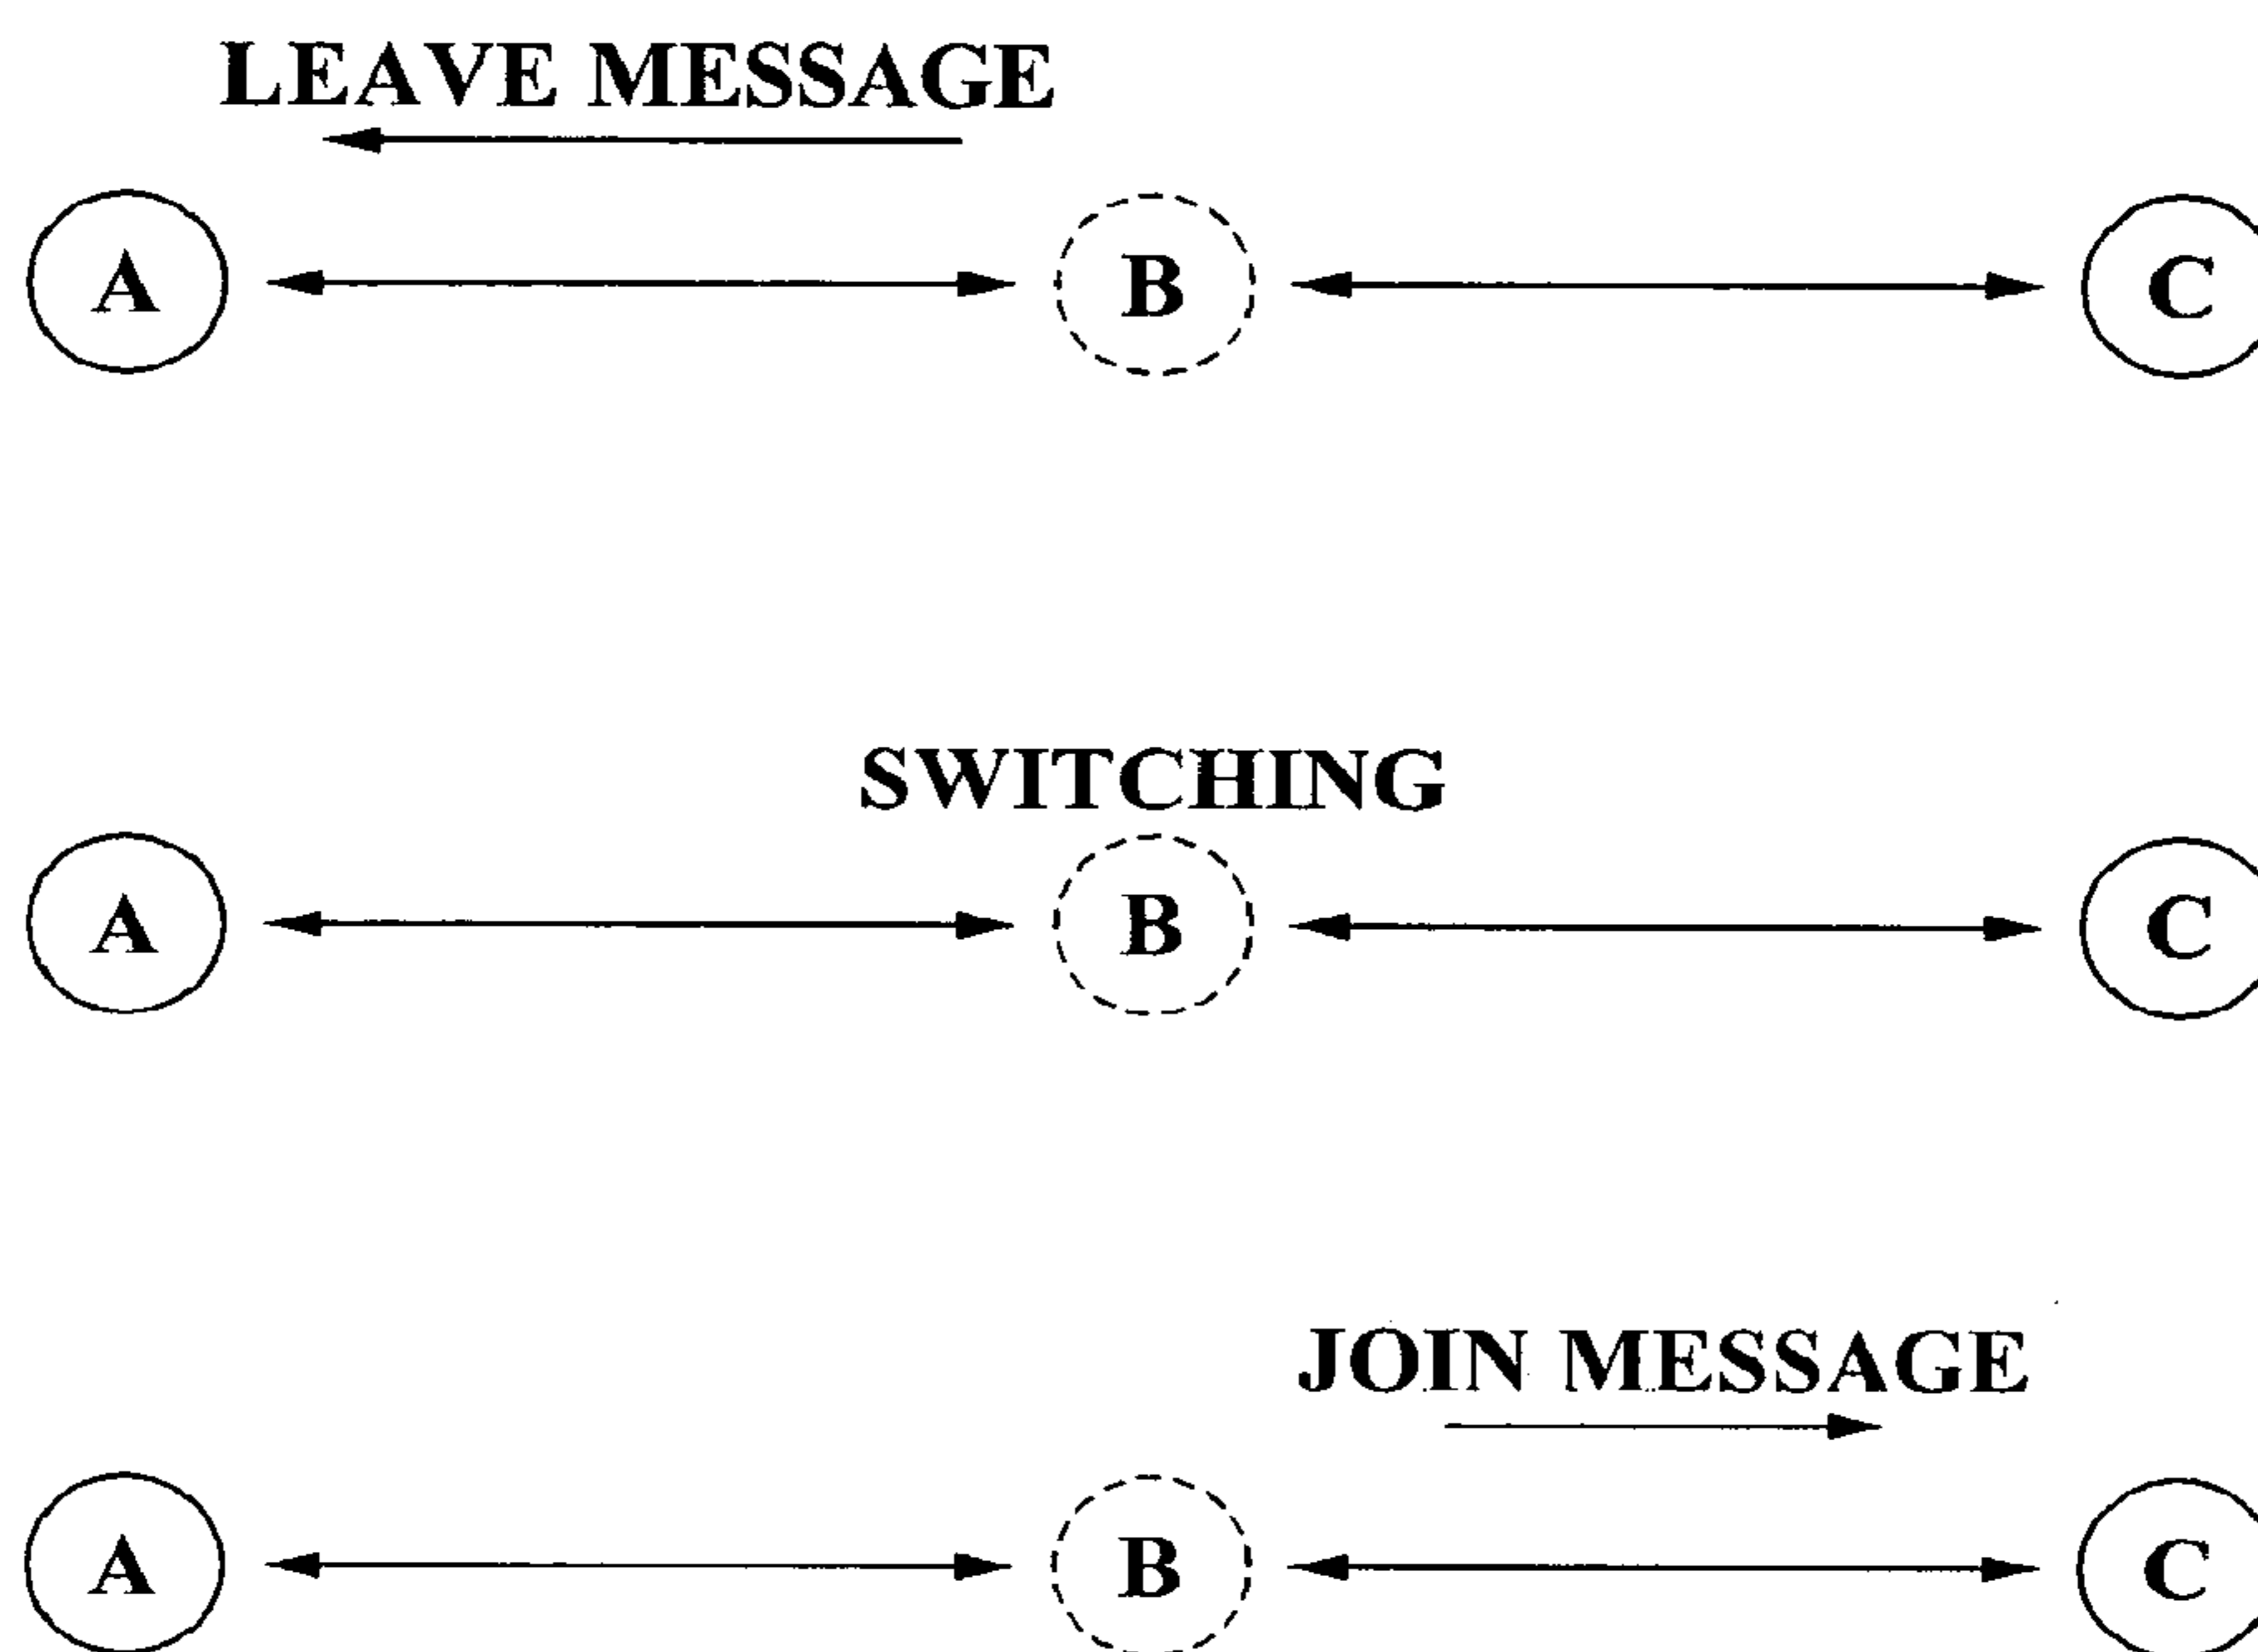 LEAVE MESSAGE
A B C
SWITCHING
A B C
JOIN MESSAGE
A B C